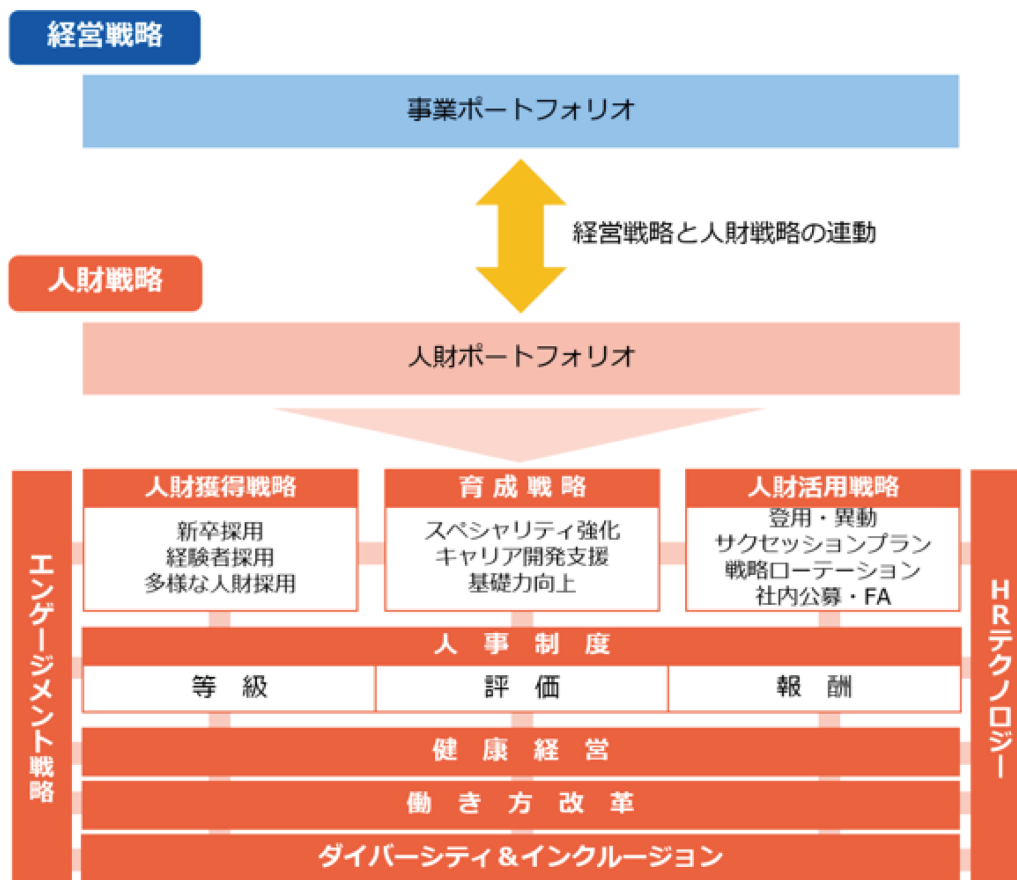 経営戦略
事業ポートフォリオ
経営戦略と人財戦略の連動
人財戦略
人財ポートフォリオ
エンゲージメント戦略
人財獲得戦略
新卒採用
経験者採用
多様な人財採用
育成戦略
スペシャリティ強化
キャリア開発支援
基礎力向上
人財活用戦略
登用・異動
サクセッションプラン
戦略ローテーション
社内公募・FA
HRテクノロジー
人事制度
等級
評価
報酬
健康経営
働き方改革
ダイバーシティ&インクルージョン